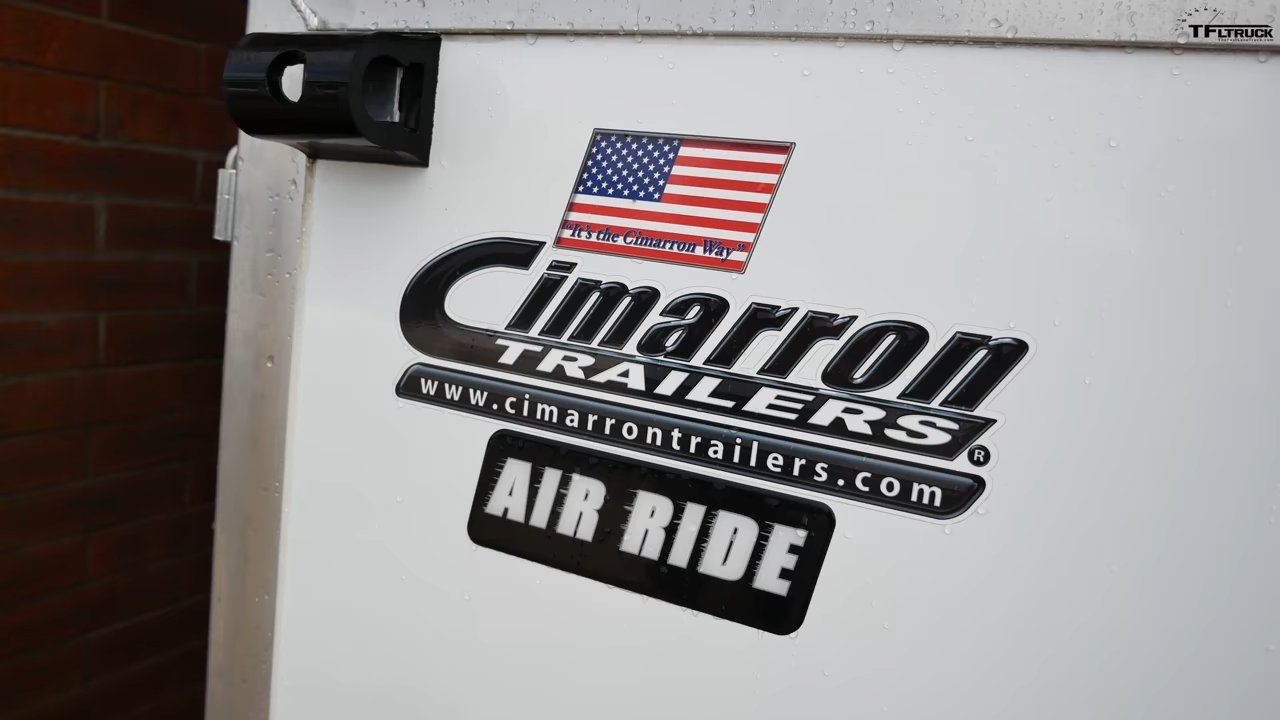 TFLTRUCK
"It's the Cimarron Way"
Cimarron
TRAILERS
®
www.cimarrontrailers.com
AIR RIDE